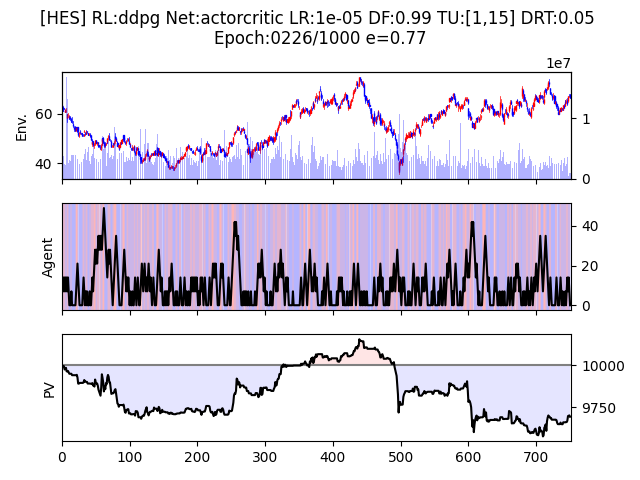 [HES] RL:ddpg Net:actorcritic LR:1e-05 DF:0.99 TU:[1,15] DRT:0.05
Epoch:0226/1000 e=0.77
1e7
Env.
60
40
1
0
Agent
40
20
0
PV
10000
9750
0
100
200
300
400
500
600
700